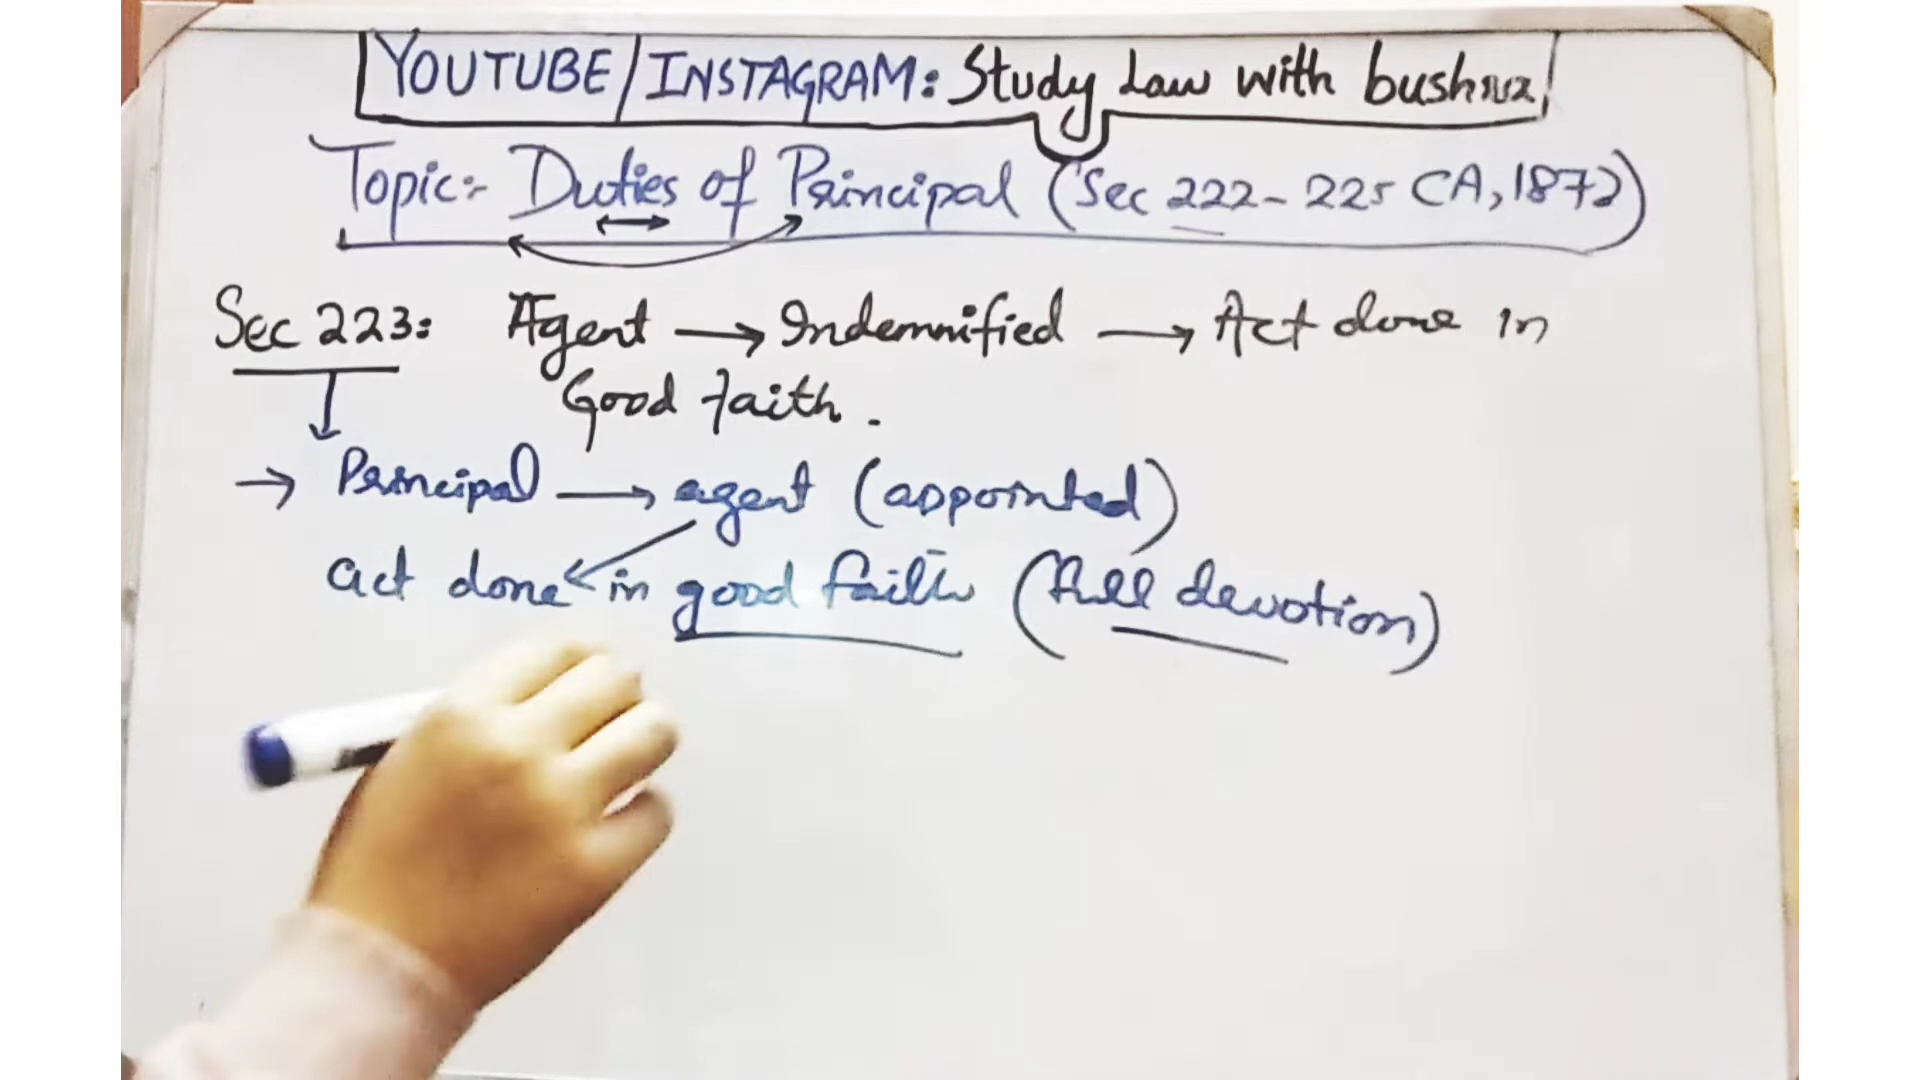 YOUTUBE/INSTAGRAM: Study Law with bushra
Topic:- Duties of Principal (Sec 222-225 CA, 1872)
Sec 223: Agent → Indemnified → Act done in
Good faith.
→ Principal → agent (appointed)
act done in good faith (full devotion)